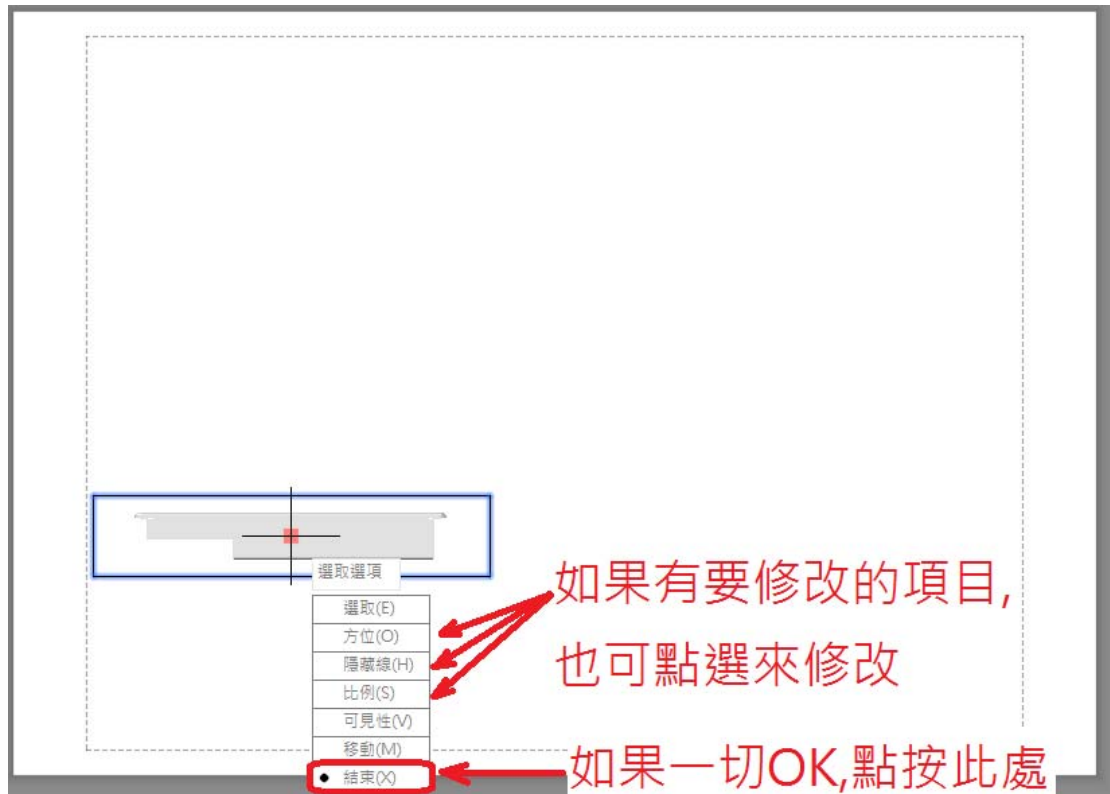 選取選項
選取(E)
方位(O)
隱藏線(H)
比例(S)
可見性(V)
移動(M)
結束(X)
如果有要修改的項目,
也可點選來修改
如果一切OK,點按此處